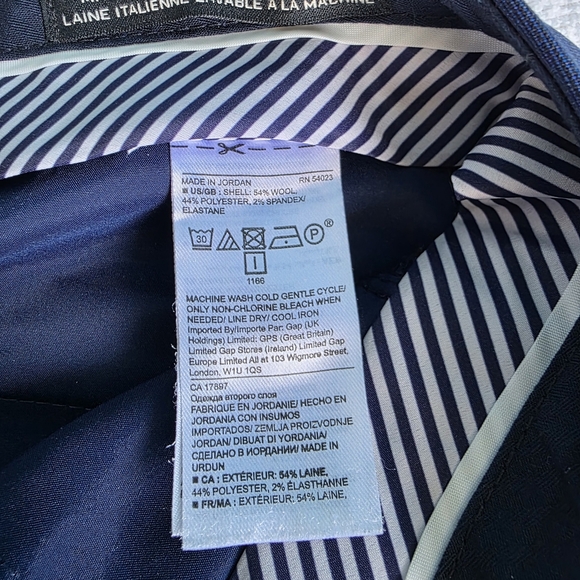 LAINE ITALIENNE LAVABLE À LA MACHINE
MADE IN JORDAN RN 54023
■ US/GB : SHELL: 54% WOOL,
44% POLYESTER, 2% SPANDEX/
ELASTANE
30 P ®
1166
MACHINE WASH COLD GENTLE CYCLE/
ONLY NON-CHLORINE BLEACH WHEN
NEEDED/ LINE DRY/ COOL IRON
Imported By/Importe Par: Gap (UK
Holdings) Limited: GPS (Great Britain)
Limited Gap Stores (Ireland) Limited Gap
Europe Limited All at 103 Wigmore Street,
London, W1U 1QS
CA 17897
Одежда второго слоя
FABRIQUÉ EN JORDANIE/ HECHO EN
JORDANIA CON INSUMOS
IMPORTADOS/ ZEMLJA PROIZVODNJE
JORDAN/ DIBUAT DI YORDANIA/
СДЕЛАНО В ИОРДАНИИ/ MADE IN
URDUN
■ CA : EXTÉRIEUR: 54% LAINE,
44% POLYESTER, 2% ÉLASTHANNE
■ FR/MA : EXTÉRIEUR: 54% LAINE,